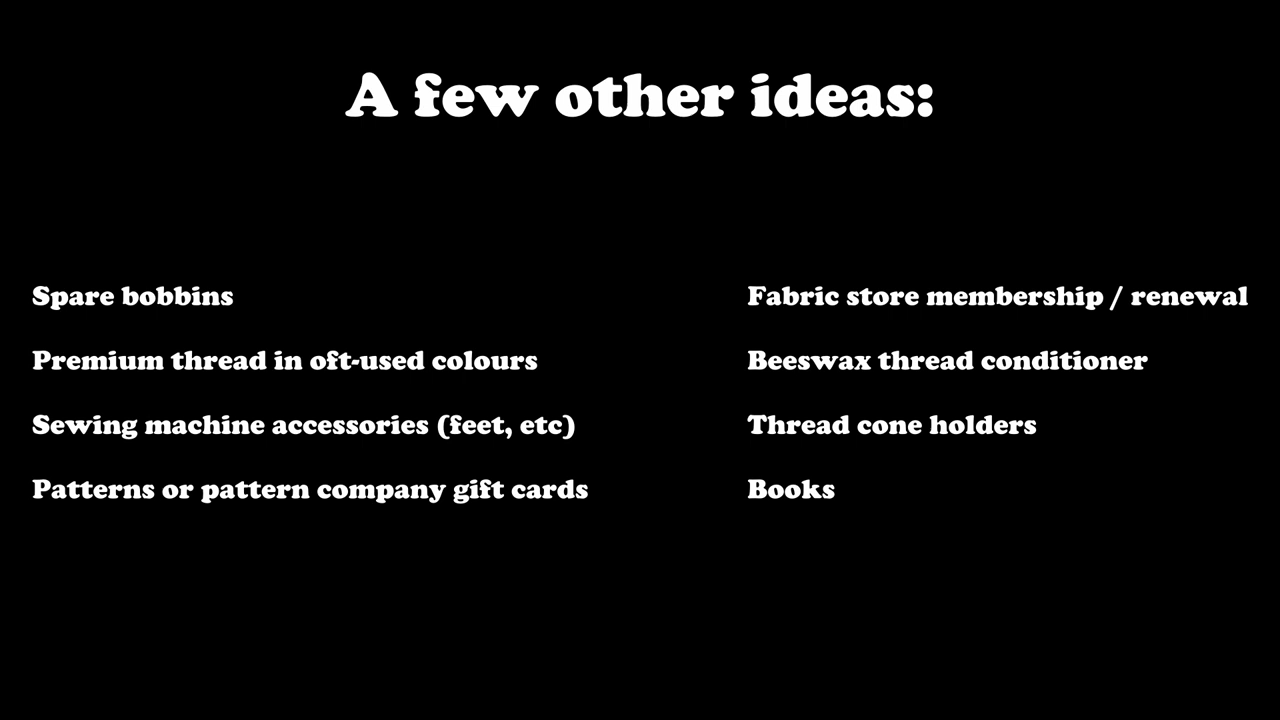 A few other ideas:
Spare bobbins
Premium thread in oft-used colours
Sewing machine accessories (feet, etc)
Patterns or pattern company gift cards
Fabric store membership / renewal
Beeswax thread conditioner
Thread cone holders
Books